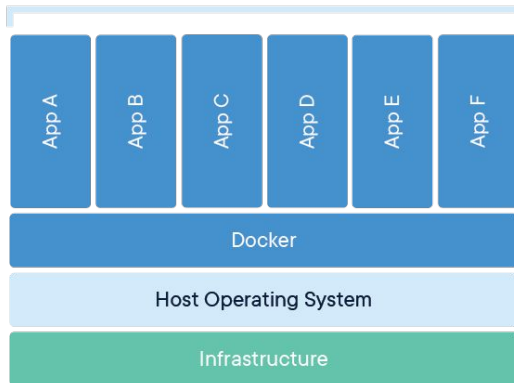 App A
App B
App C
App D
App E
App F
Docker
Host Operating System
Infrastructure